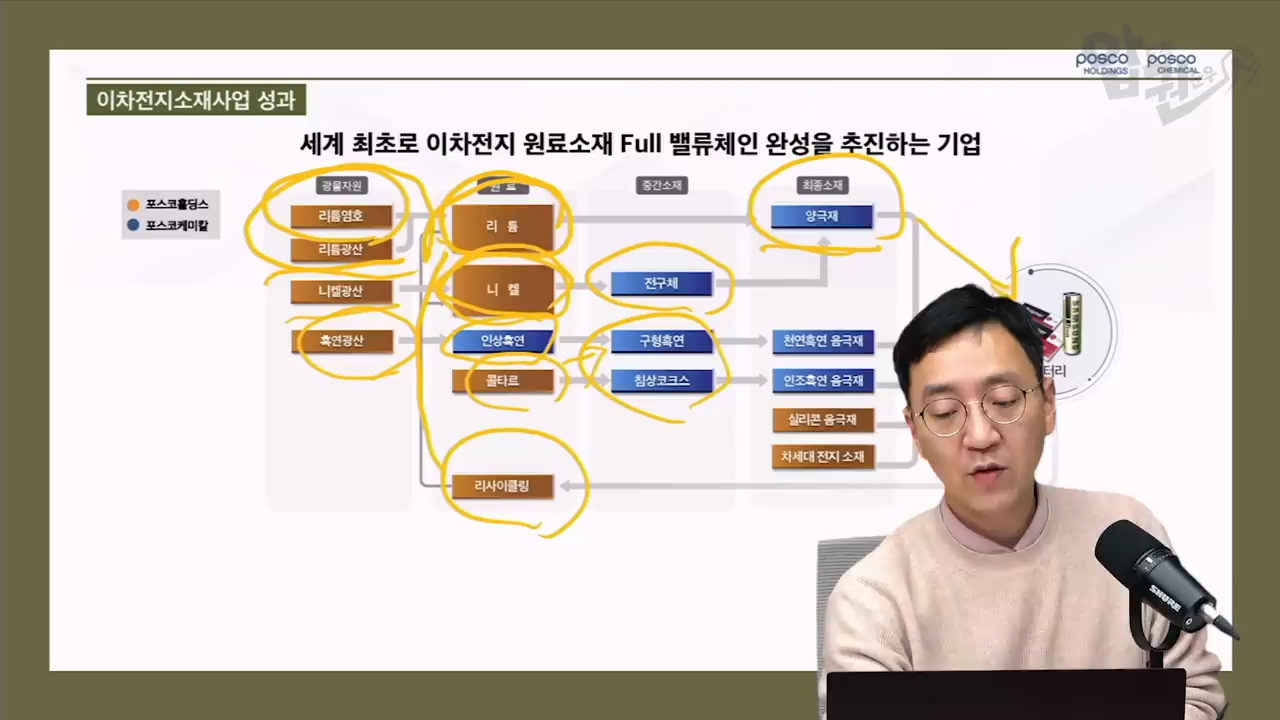 posco
HOLDINGS
posco
CHEMICAL
이차전지소재사업 성과
세계 최초로 이차전지 원료소재 Full 밸류체인 완성을 추진하는 기업
포스코홀딩스
포스코케미칼
광물자원
원 료
중간소재
최종소재
리튬염호
리튬광산
리 튬
양극재
니켈광산
니 켈
전구체
흑연광산
인상흑연
구형흑연
천연흑연 음극재
콜타르
침상코크스
인조흑연 음극재
실리콘 음극재
차세대 전지 소재
리사이클링
터리
SHURE